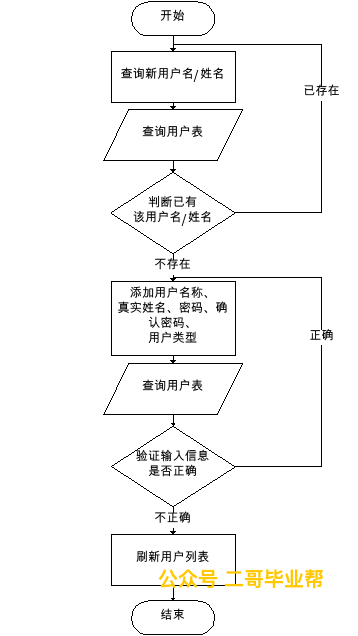 开始
查询新用户名/姓名
已存在
查询用户表
判断已有
该用户名/姓名
不存在
添加用户名称、
真实姓名、密码、确
认密码、
用户类型
正确
查询用户表
验证输入信息
是否正确
不正确
刷新用户列表
公众号 二哥毕业帮
结束